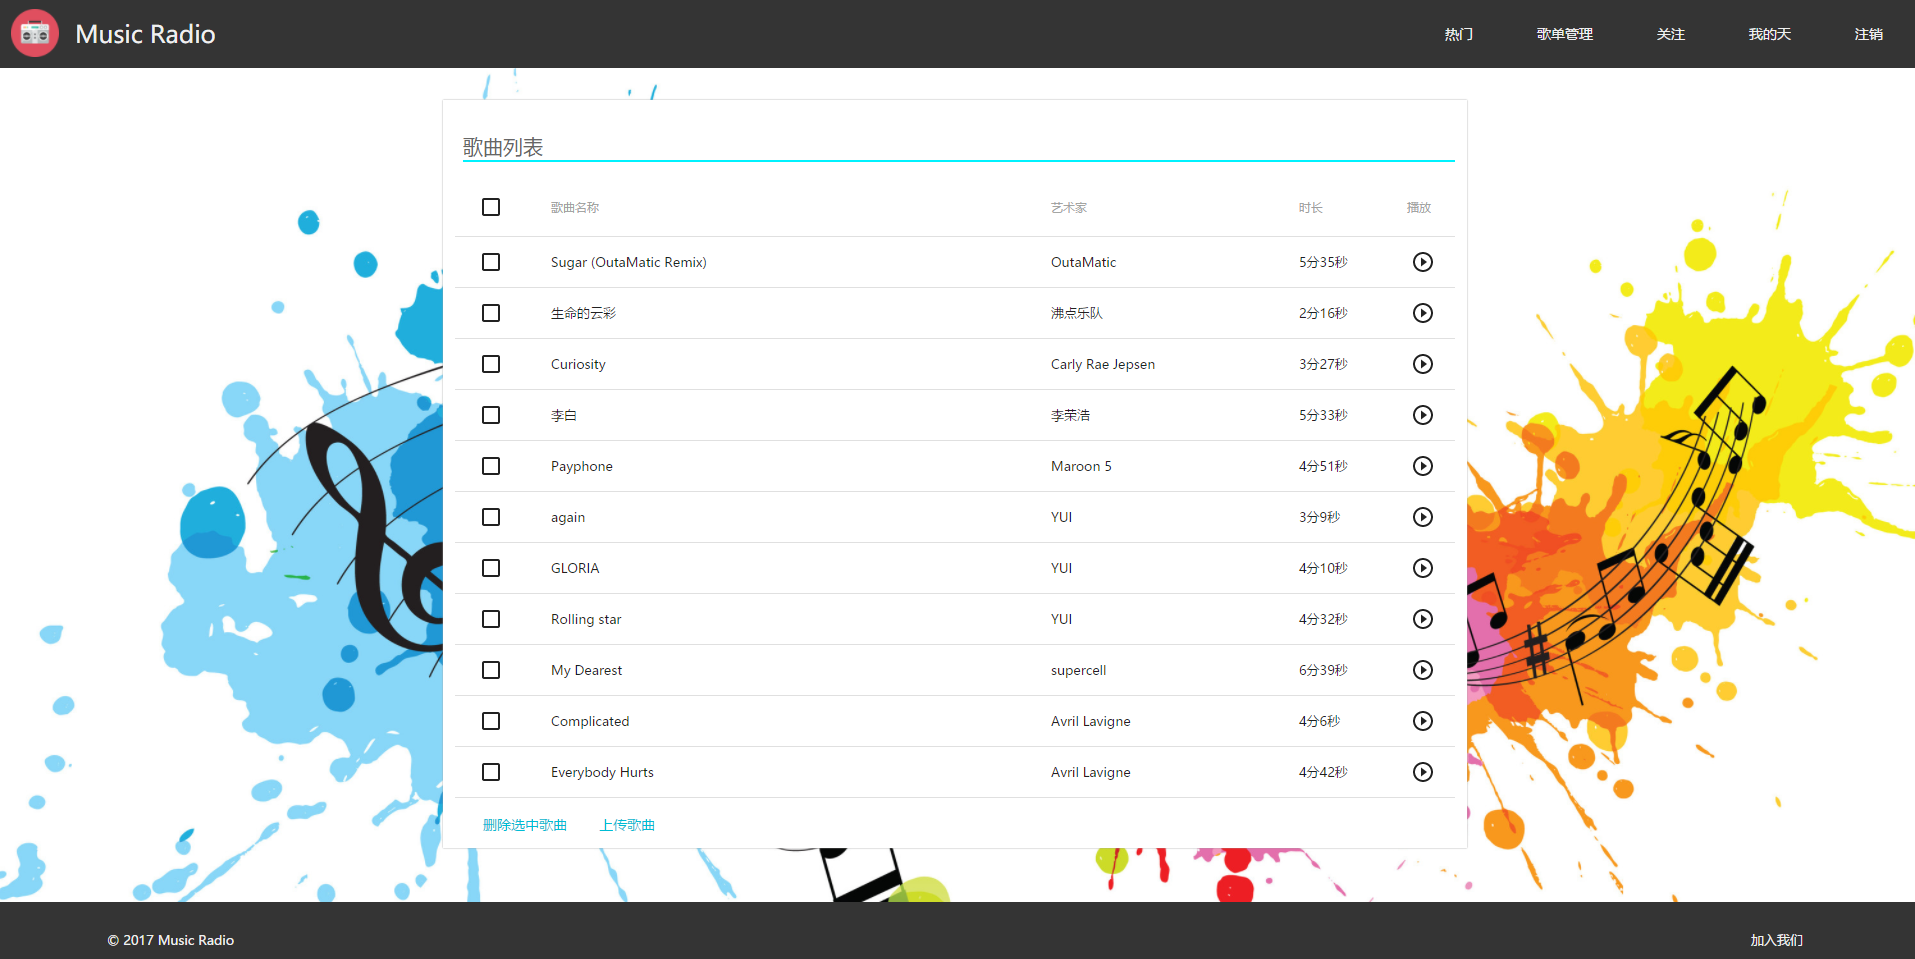 Music Radio
热门 歌单管理 关注 我的天 注销
歌曲列表
歌曲名称 艺术家 时长 播放
Sugar (OutaMatic Remix) OutaMatic 5分35秒
生命的云彩 沸点乐队 2分16秒
Curiosity Carly Rae Jepsen 3分27秒
李白 李荣浩 5分33秒
Payphone Maroon 5 4分51秒
again YUI 3分9秒
GLORIA YUI 4分10秒
Rolling star YUI 4分32秒
My Dearest supercell 6分39秒
Complicated Avril Lavigne 4分6秒
Everybody Hurts Avril Lavigne 4分42秒
删除选中歌曲 上传歌曲
© 2017 Music Radio 加入我们